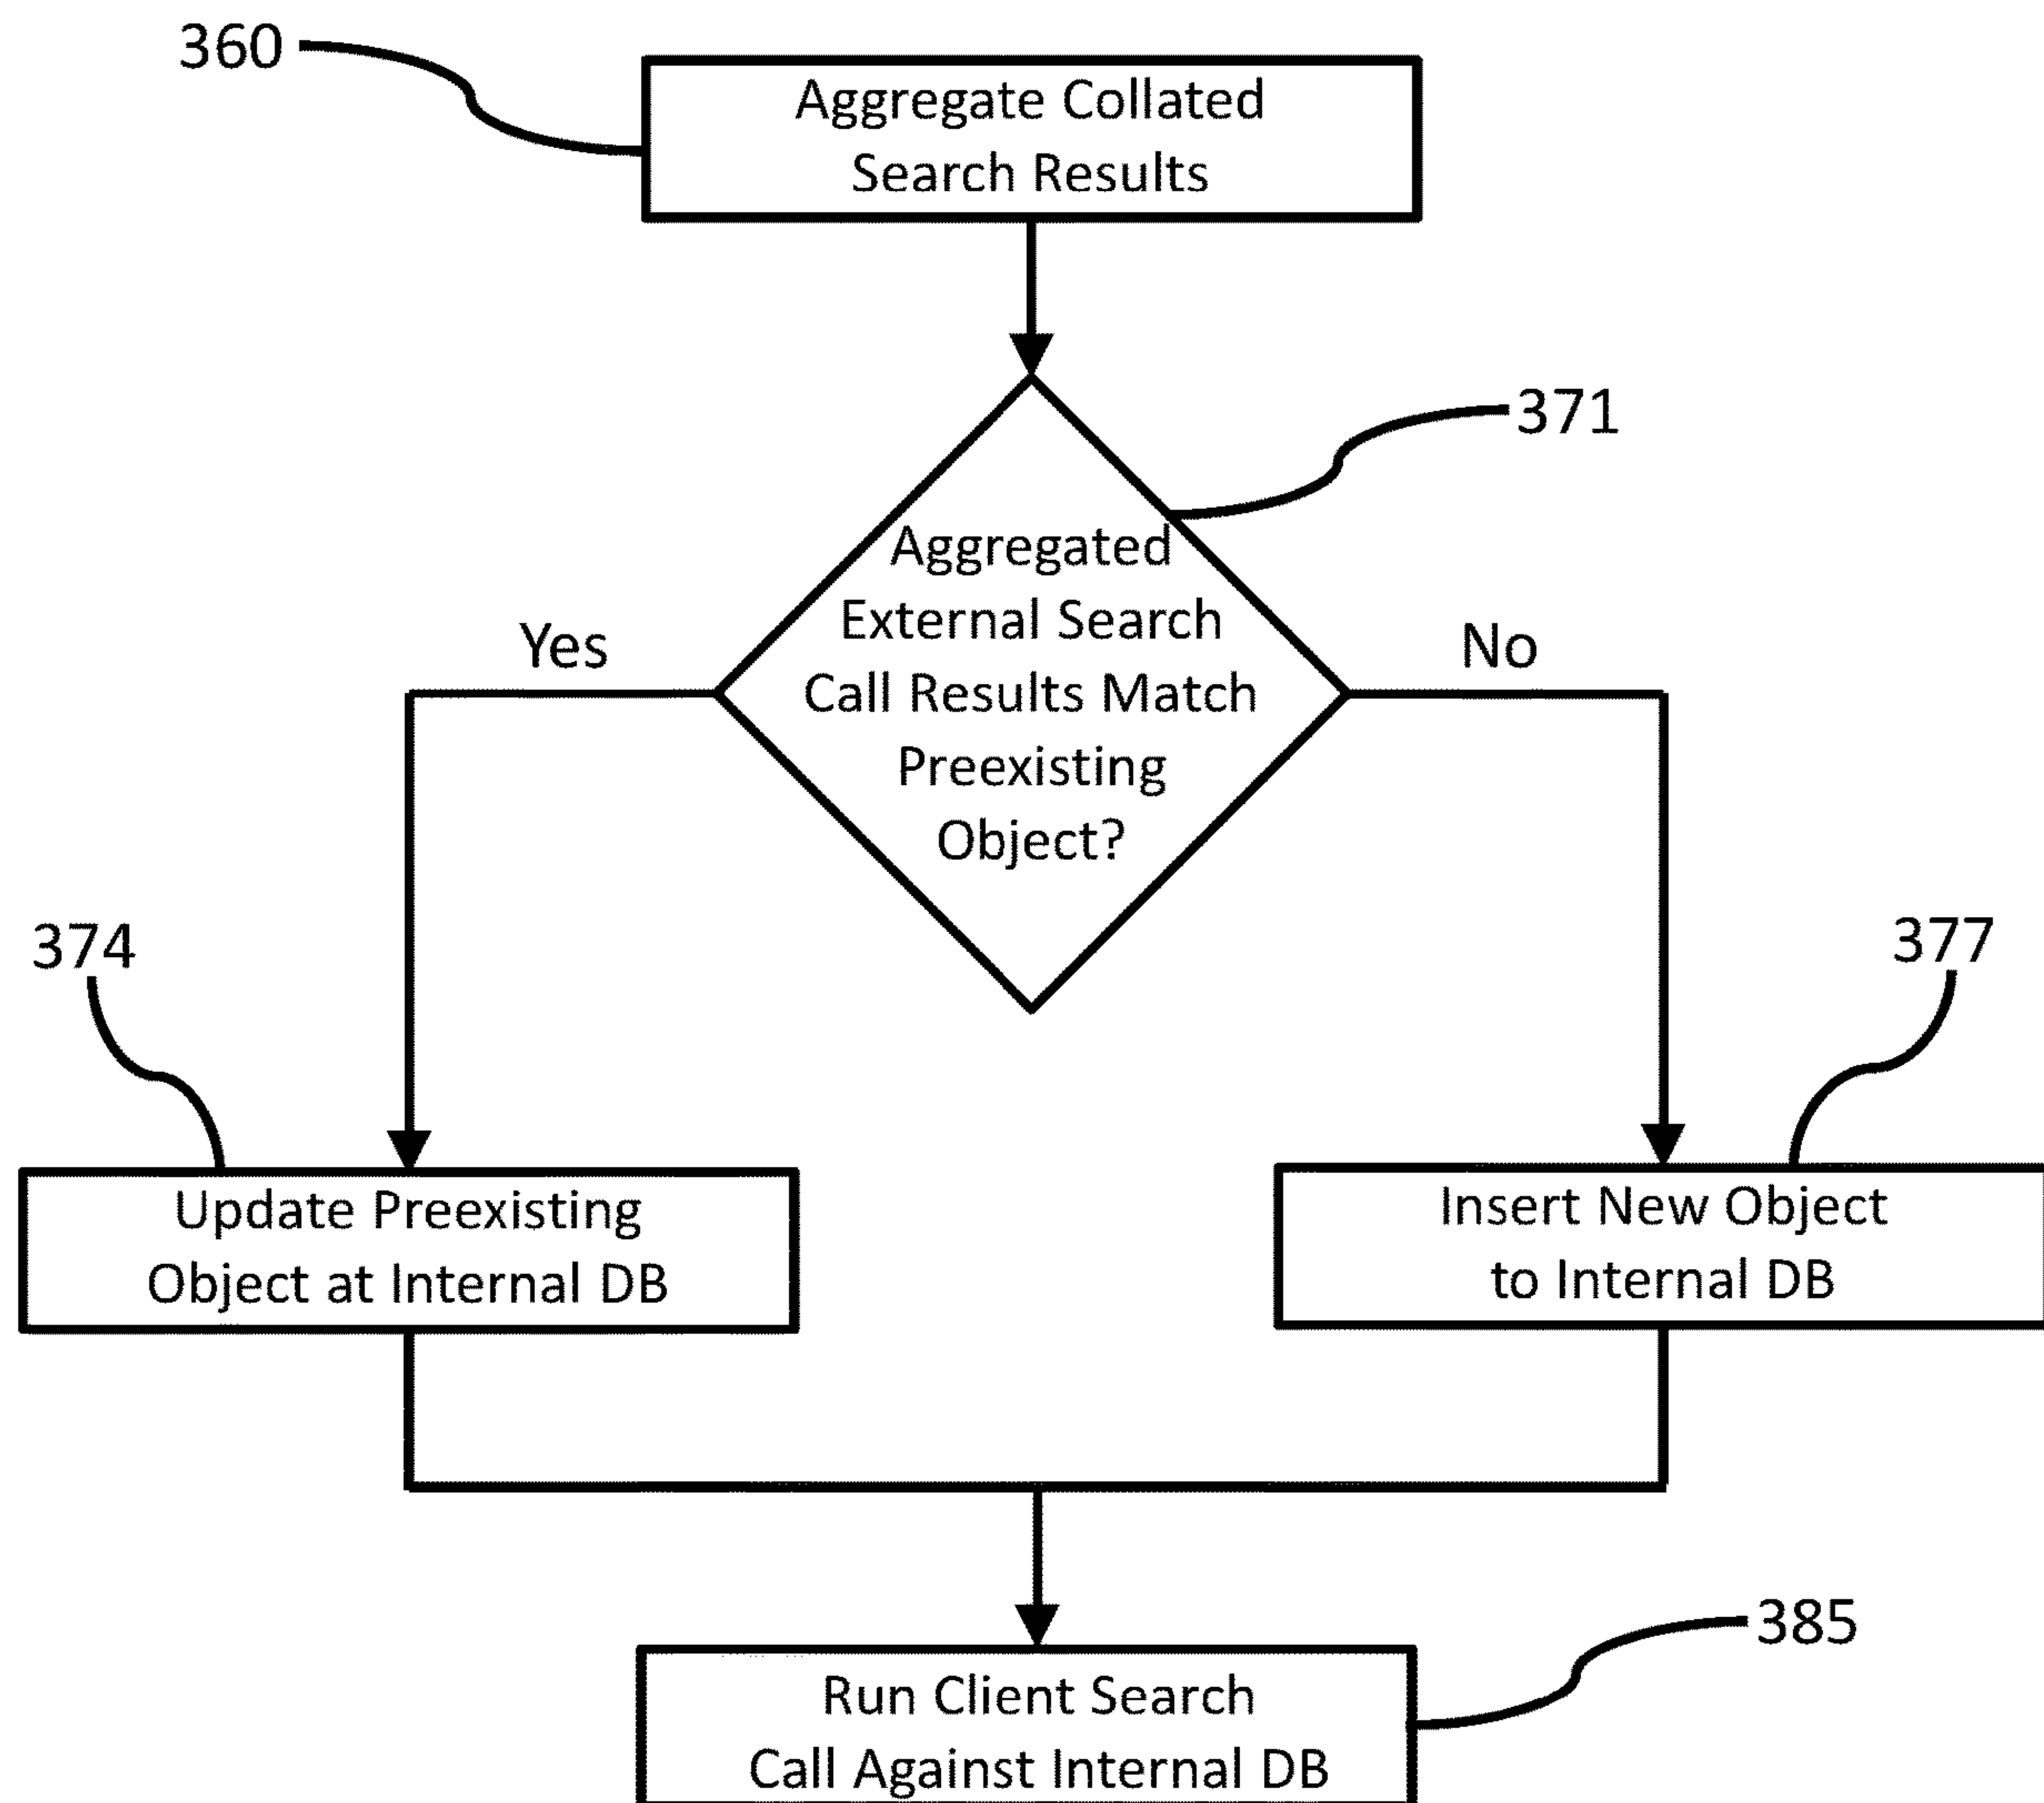 360
Aggregate Collated
Search Results
371
Aggregated
External Search
Call Results Match
Preexisting
Object?
Yes
No
374
377
Update Preexisting
Object at Internal DB
Insert New Object
to Internal DB
385
Run Client Search
Call Against Internal DB